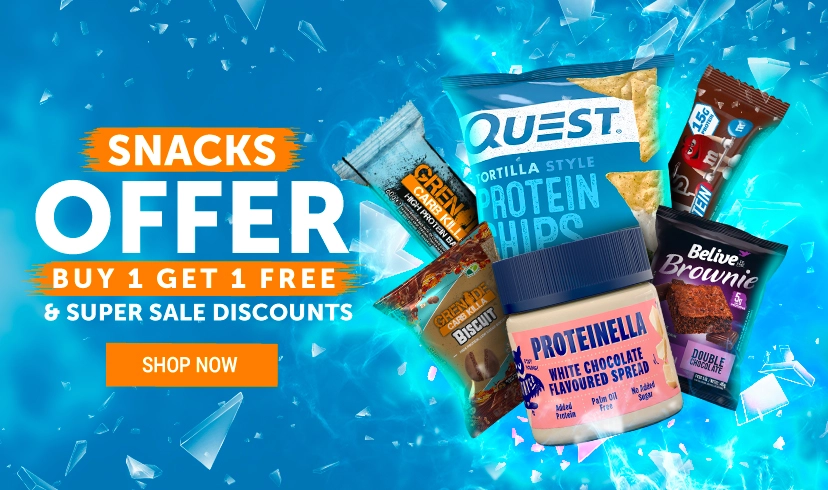 SNACKS
OFFER
BUY 1 GET 1 FREE
& SUPER SALE DISCOUNTS
SHOP NOW
QUEST
TORTILLA STYLE
PROTEIN
CHIPS
GRENADE
CARB KILLA
HIGH PROTEIN BAR
15g
PROTEIN
m
GRENADE
CARB KILLA
BISCUIT
PROTEINELLA
WHITE CHOCOLATE
FLAVOURED SPREAD
Added
Protein
Palm Oil
Free
No Added
Sugar
Belive
Brownie
5g
DOUBLE
CHOCOLATE